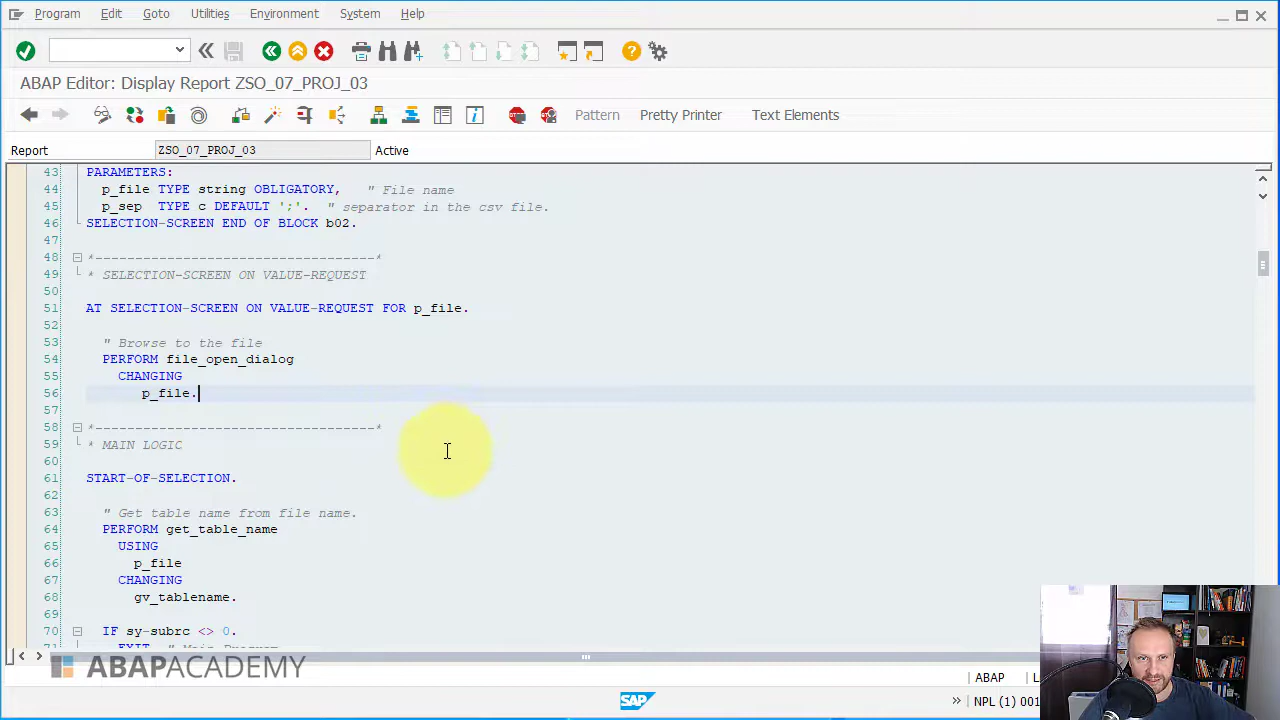 Program Edit Goto Utilities Environment System Help
ABAP Editor: Display Report ZSO_07_PROJ_03
Pattern Pretty Printer Text Elements
Report ZSO_07_PROJ_03 Active
43 PARAMETERS:
44 p_file TYPE string OBLIGATORY, " File name
45 p_sep TYPE c DEFAULT ';'. " separator in the csv file.
46 SELECTION-SCREEN END OF BLOCK b02.
47
48 *-----------------------------------*
49 * SELECTION-SCREEN ON VALUE-REQUEST
50
51 AT SELECTION-SCREEN ON VALUE-REQUEST FOR p_file.
52
53 " Browse to the file
54 PERFORM file_open_dialog
55 CHANGING
56 p_file.
57
58 *-----------------------------------*
59 * MAIN LOGIC
60
61 START-OF-SELECTION.
62
63 " Get table name from file name.
64 PERFORM get_table_name
65 USING
66 p_file
67 CHANGING
68 gv_tablename.
69
70 IF sy-subrc <> 0.
71 EXIT. " Main Program
ABAPACADEMY
ABAP
SAP
NPL (1) 001